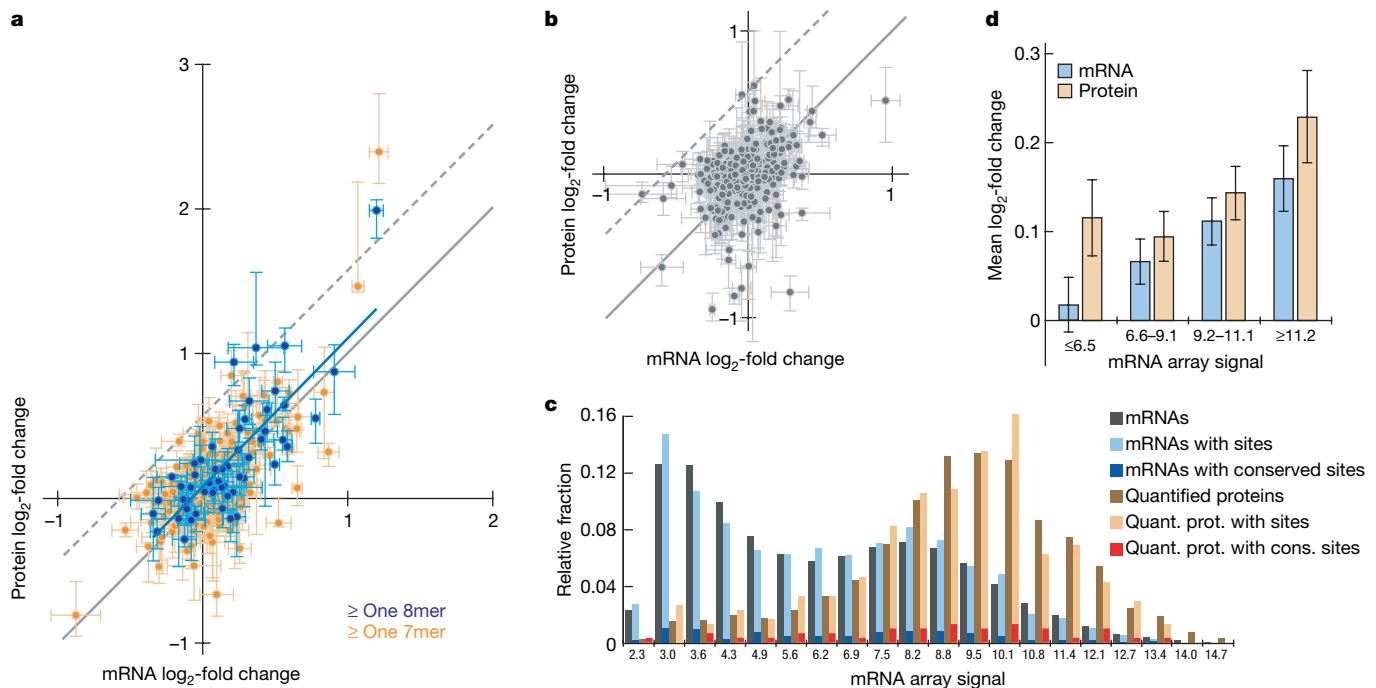 a
3
2
1
−1
−1
1
2
Protein log2-fold change
mRNA log2-fold change
≥ One 8mer
≥ One 7mer
b
1
−1
1
−1
Protein log2-fold change
mRNA log2-fold change
d
0.3
0.2
0.1
0
Mean log2-fold change
mRNA
Protein
≤6.5 6.6–9.1 9.2–11.1 ≥11.2
mRNA array signal
c
0.16
0.12
0.08
0.04
0
Relative fraction
mRNAs
mRNAs with sites
mRNAs with conserved sites
Quantified proteins
Quant. prot. with sites
Quant. prot. with cons. sites
2.3 3.0 3.6 4.3 4.9 5.6 6.2 6.9 7.5 8.2 8.8 9.5 10.1 10.8 11.4 12.1 12.7 13.4 14.0 14.7
mRNA array signal